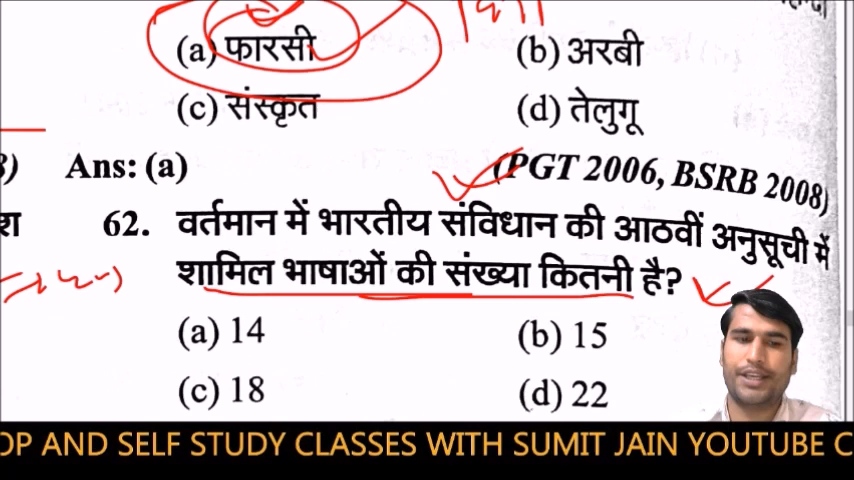 (a) फारसी (b) अरबी
(c) संस्कृत (d) तेलुगू
Ans: (a) (PGT 2006, BSRB 2008)
62. वर्तमान में भारतीय संविधान की आठवीं अनुसूची में
शामिल भाषाओं की संख्या कितनी है?
(a) 14 (b) 15
(c) 18 (d) 22
OP AND SELF STUDY CLASSES WITH SUMIT JAIN YOUTUBE C